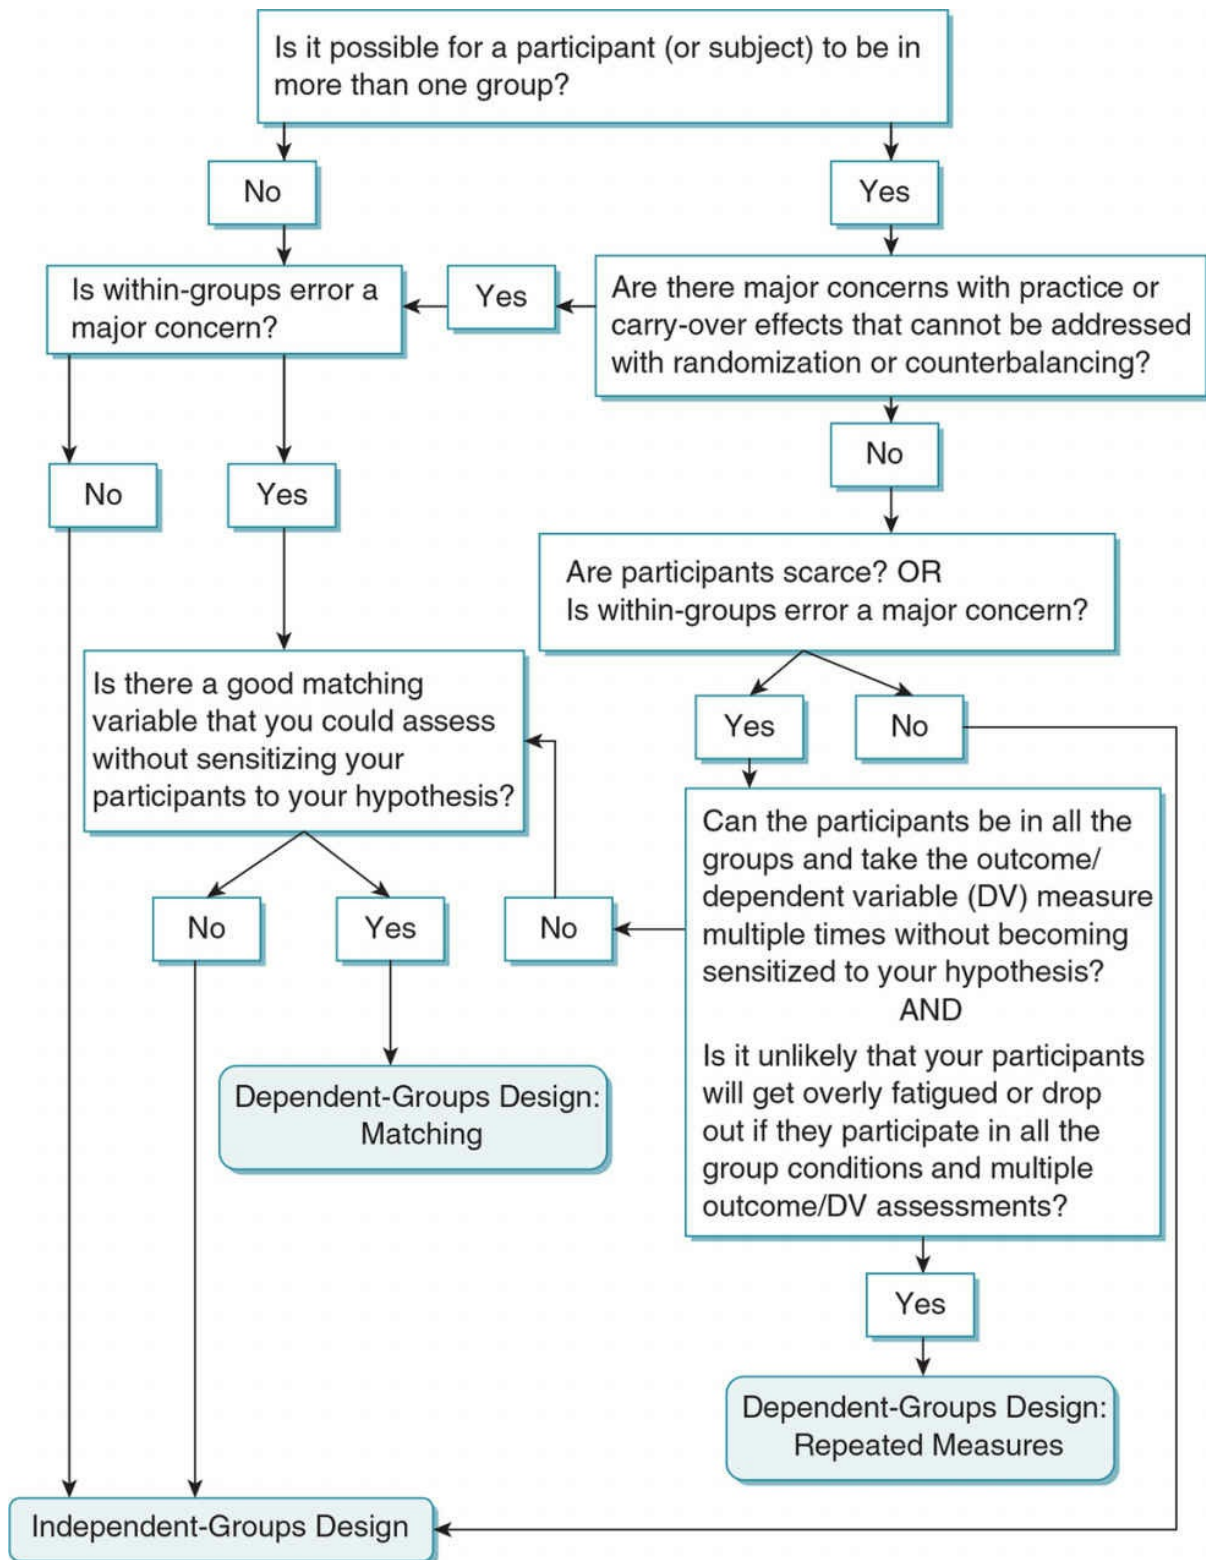 Is it possible for a participant (or subject) to be in
more than one group?
No
Yes
Is within-groups error a
major concern?
Yes
Are there major concerns with practice or
carry-over effects that cannot be addressed
with randomization or counterbalancing?
No
No
Yes
Are participants scarce? OR
Is within-groups error a major concern?
Is there a good matching
variable that you could assess
without sensitizing your
participants to your hypothesis?
Yes
No
Can the participants be in all the
groups and take the outcome/
dependent variable (DV) measure
multiple times without becoming
sensitized to your hypothesis?
AND
Is it unlikely that your participants
will get overly fatigued or drop
out if they participate in all the
group conditions and multiple
outcome/DV assessments?
No
Yes
No
Dependent-Groups Design:
Matching
Yes
Dependent-Groups Design:
Repeated Measures
Independent-Groups Design